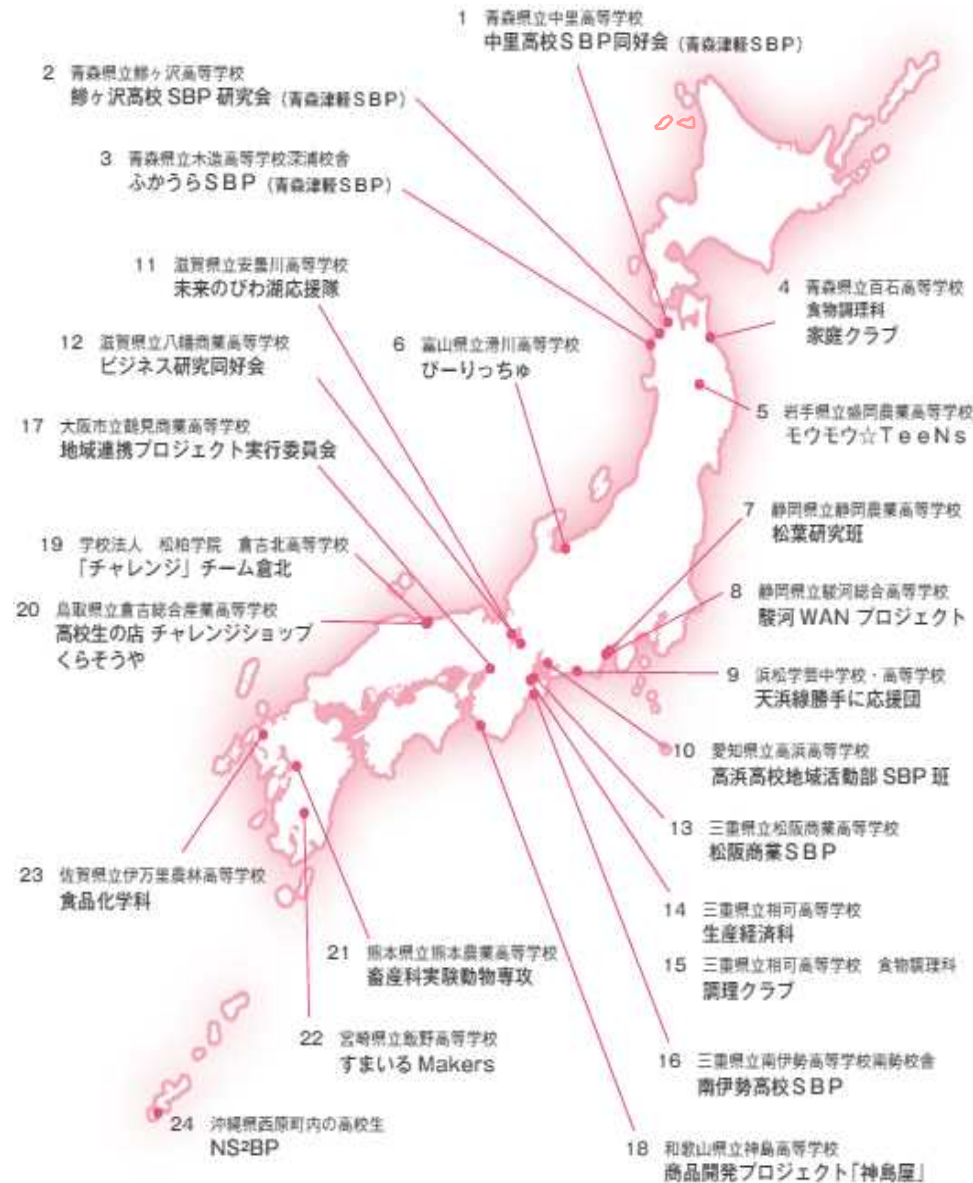 1 青森県立中里高等学校
中里高校SBP同好会（青森津軽SBP）
2 青森県立鰺ヶ沢高等学校
鰺ヶ沢高校 SBP 研究会（青森津軽SBP）
3 青森県立木造高等学校深浦校舎
ふかうらSBP（青森津軽SBP）
4 青森県立百石高等学校
食物調理科
家庭クラブ
5 岩手県立盛岡農業高等学校
モウモウ☆TeeNs
6 富山県立滑川高等学校
びーりっちゅ
7 静岡県立静岡農業高等学校
松葉研究班
8 静岡県立駿河総合高等学校
駿河 WAN プロジェクト
9 浜松学芸中学校・高等学校
天浜線勝手に応援団
10 愛知県立高浜高等学校
高浜高校地域活動部 SBP 班
11 滋賀県立安曇川高等学校
未来のびわ湖応援隊
12 滋賀県立八幡商業高等学校
ビジネス研究同好会
13 三重県立松阪商業高等学校
松阪商業SBP
14 三重県立相可高等学校
生産経済科
15 三重県立相可高等学校 食物調理科
調理クラブ
16 三重県立南伊勢高等学校南勢校舎
南伊勢高校SBP
17 大阪市立鶴見商業高等学校
地域連携プロジェクト実行委員会
18 和歌山県立神島高等学校
商品開発プロジェクト「神島屋」
19 学校法人 松柏学院 倉吉北高等学校
「チャレンジ」チーム倉北
20 鳥取県立倉吉総合産業高等学校
高校生の店 チャレンジショップ
くらそうや
21 熊本県立熊本農業高等学校
畜産科実験動物専攻
22 宮崎県立飯野高等学校
すまいる Makers
23 佐賀県立伊万里農林高等学校
食品化学科
24 沖縄県西原町内の高校生
NS²BP